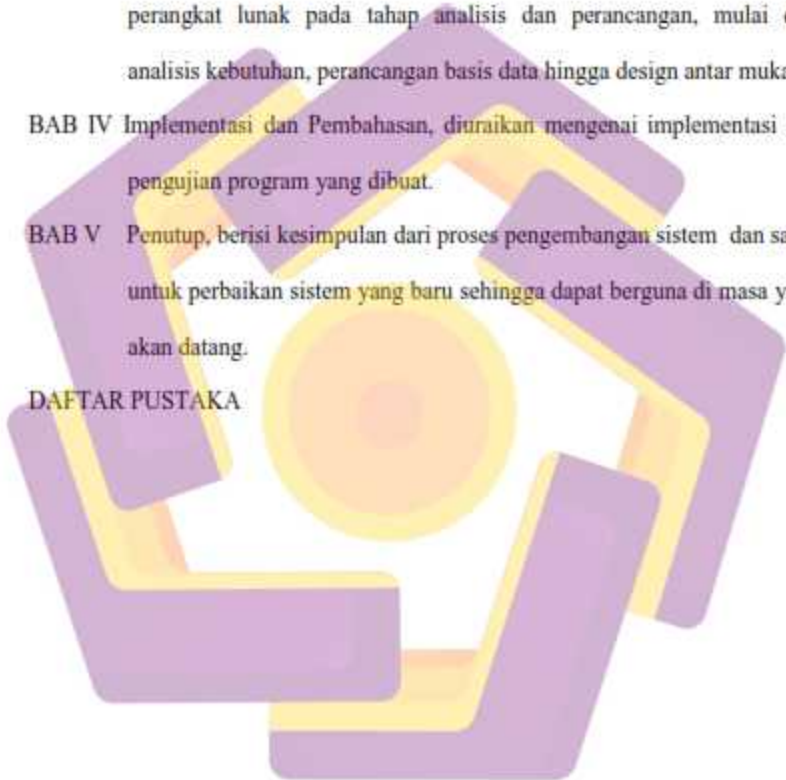 perangkat lunak pada tahap analisis dan perancangan, mulai
analisis kebutuhan, perancangan basis data hingga design antar muka
BAB IV Implementasi dan Pembahasan, diuraikan mengenai implementasi
pengujian program yang dibuat.
BAB V Penutup, berisi kesimpulan dari proses pengembangan sistem dan sa
untuk perbaikan sistem yang baru sehingga dapat berguna di masa y
akan datang.
DAFTAR PUSTAKA